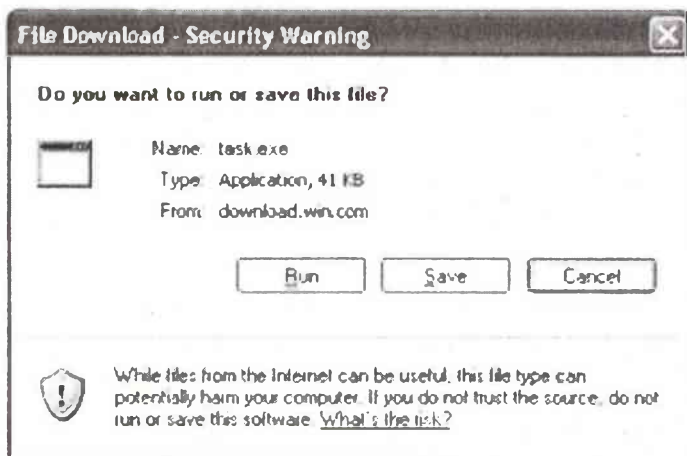 File Download - Security Warning
Do you want to run or save this file?
Name: task.exe
Type: Application, 41 KB
From: download.win.com
Run Save Cancel
While files from the Internet can be useful, this file type can
potentially harm your computer. If you do not trust the source, do not
run or save this software. What's the risk?